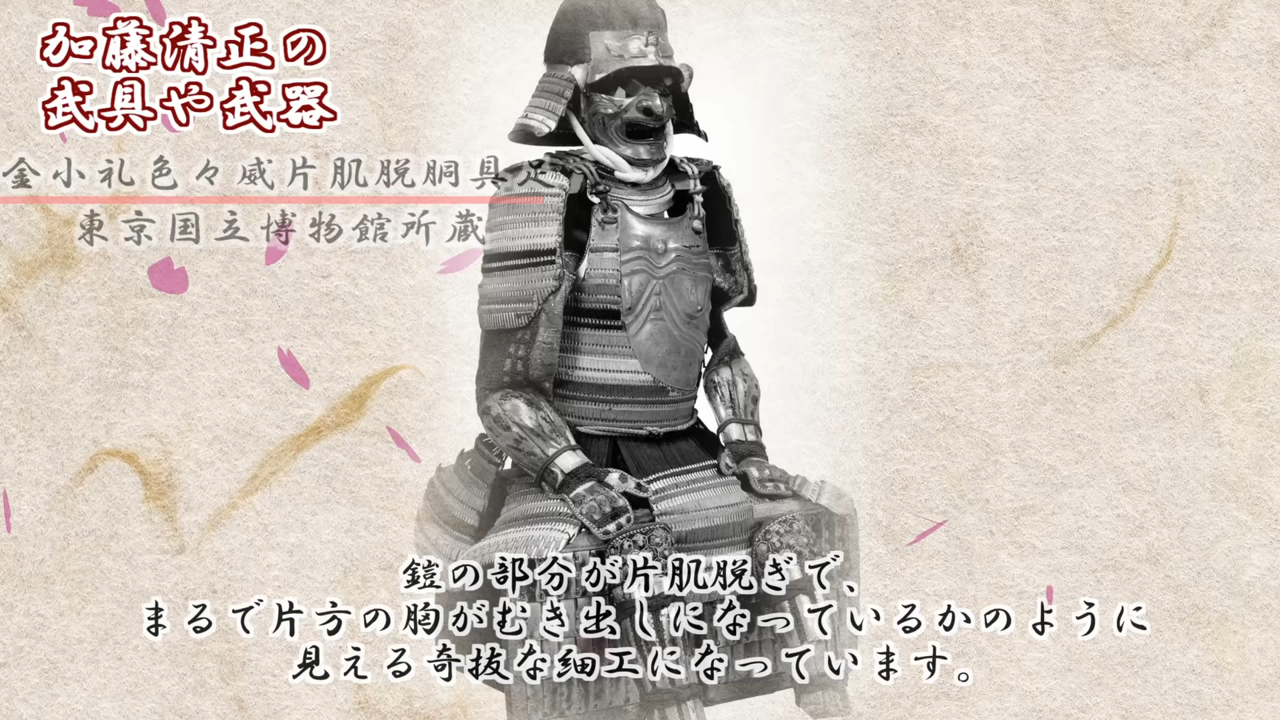 加藤清正の
武具や武器
金小札色々威片肌脱胴具足
東京国立博物館所蔵
鎧の部分が片肌脱ぎで、
まるで片方の胸がむき出しになっているかのように
見える奇抜な細工になっています。